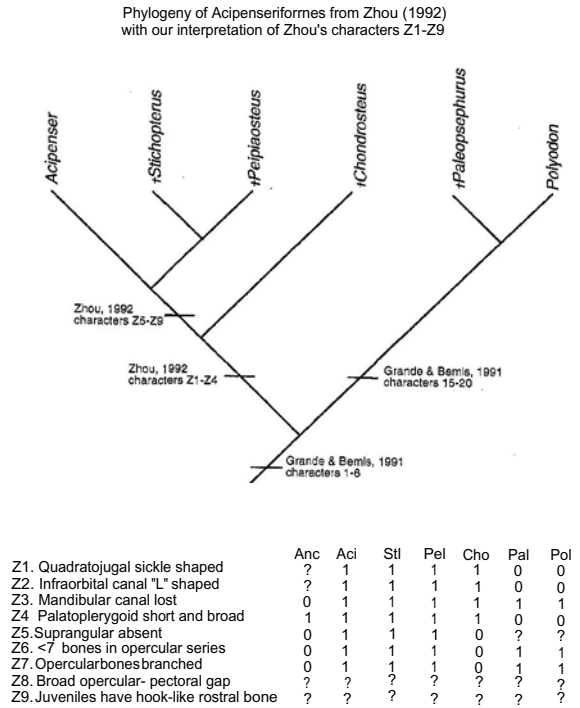 Phylogeny of Acipenseriforrnes from Zhou (1992)
with our interpretation of Zhou's characters Z1-Z9
Acipenser
†Stichopterus
†Peipiaosteus
†Chondrosteus
†Paleopsephurus
Polyodon
Zhou, 1992
characters Z5-Z9
Zhou, 1992
characters Z1-Z4
Grande & Bemis, 1991
characters 15-20
Grande & Bemis, 1991
characters 1-6
Anc Aci Stl Pel Cho Pal Pol
Z1. Quadratojugal sickle shaped ? 1 1 1 1 0 0
Z2. Infraorbital canal "L" shaped ? 1 1 1 1 0 0
Z3. Mandibular canal lost 0 1 1 1 1 1 1
Z4 Palatoplerygoid short and broad 1 1 1 1 1 0 0
Z5.Suprangular absent 0 1 1 1 0 ? ?
Z6. <7 bones in opercular series 0 1 1 1 0 1 1
Z7.Opercularbones branched 0 1 1 1 0 1 1
Z8. Broad opercular- pectoral gap ? ? ? ? ? ? ?
Z9. Juveniles have hook-like rostral bone ? ? ? ? ? ? ?